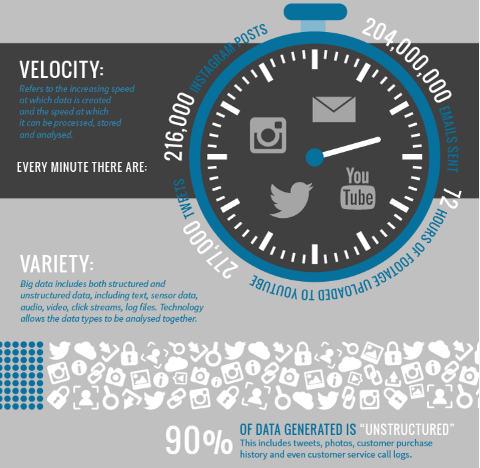 VELOCITY:
Refers to the increasing speed
at which data is created
and the speed at which
it can be processed, stored
and analysed.
EVERY MINUTE THERE ARE:
216,000 INSTAGRAM POSTS
204,000,000 EMAILS SENT
72 HOURS OF FOOTAGE UPLOADED TO YOUTUBE
277,000 TWEETS
You
Tube
VARIETY:
Big data includes both structured and
unstructured data, including text, sensor data,
audio, video, click streams, log files. Technology
allows the data types to be analysed together.
90% OF DATA GENERATED IS "UNSTRUCTURED"
This includes tweets, photos, customer purchase
history and even customer service call logs.